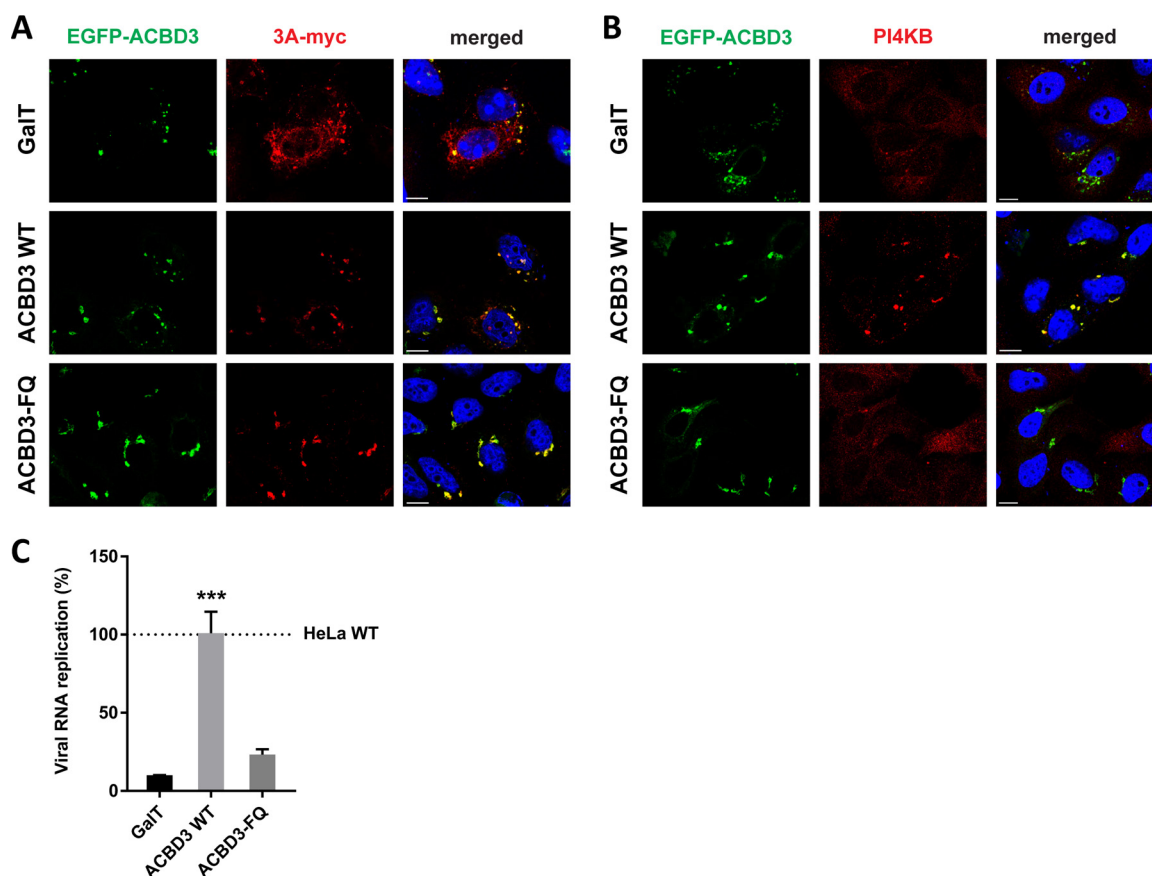 A
EGFP-ACBD3 3A-myc merged
GalT
ACBD3 WT
ACBD3-FQ
B
EGFP-ACBD3 PI4KB merged
GalT
ACBD3 WT
ACBD3-FQ
C
Viral RNA replication (%)
150
100
50
0
***
HeLa WT
GalT
ACBD3 WT
ACBD3-FQ